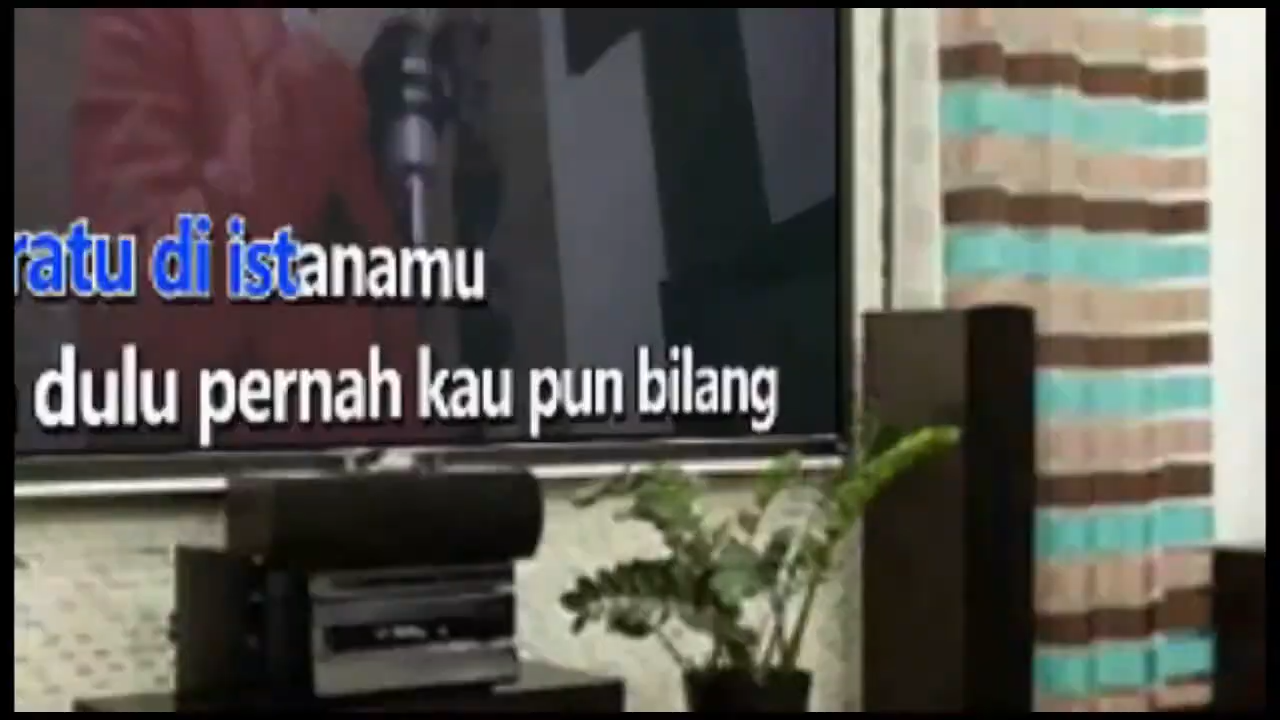 ratu di istanamu
dulu pernah kau pun bilang